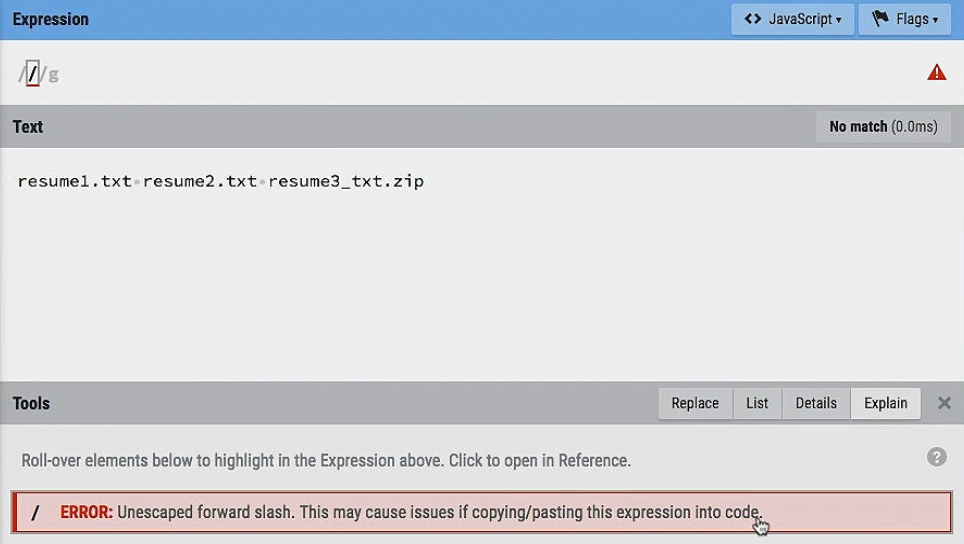 Expression
<> JavaScript ▾
Flags ▾
///g
Text
No match (0.0ms)
resume1.txt•resume2.txt•resume3_txt.zip
Tools
Replace
List
Details
Explain
×
Roll-over elements below to highlight in the Expression above. Click to open in Reference.
?
/ ERROR: Unescaped forward slash. This may cause issues if copying/pasting this expression into code.